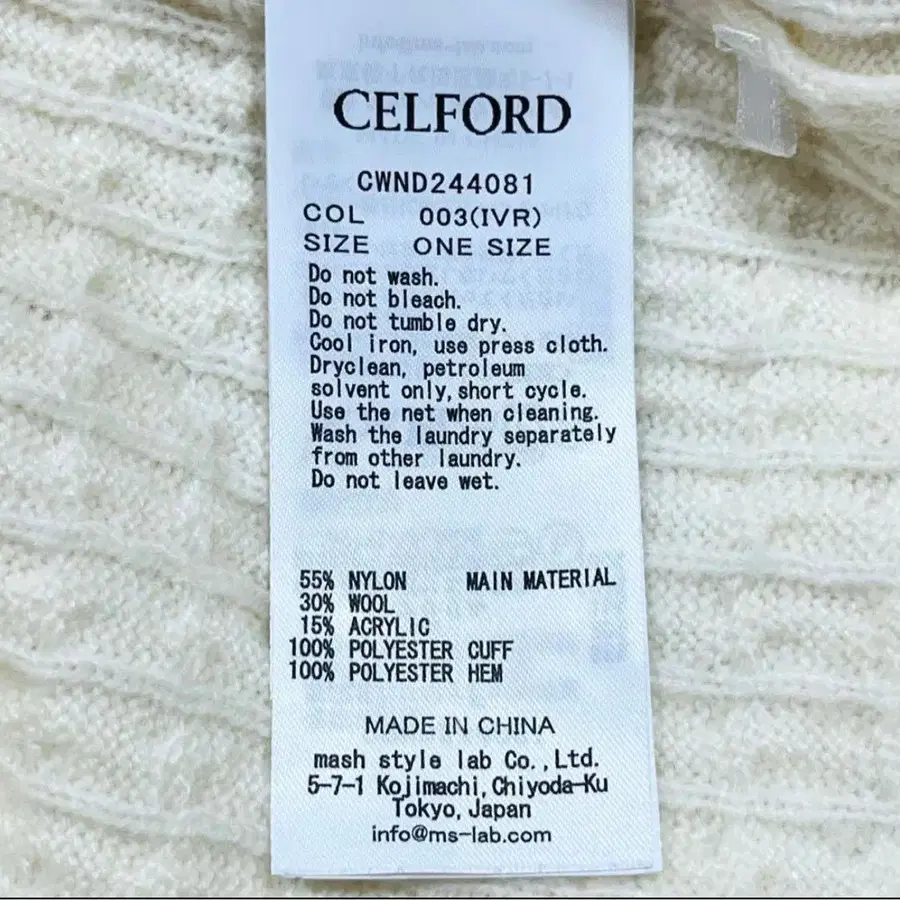 CELFORD
CWND244081
COL 003(IVR)
SIZE ONE SIZE
Do not wash.
Do not bleach.
Do not tumble dry.
Cool iron, use press cloth.
Dryclean, petroleum
solvent only,short cycle.
Use the net when cleaning.
Wash the laundry separately
from other laundry.
Do not leave wet.
55% NYLON MAIN MATERIAL
30% WOOL
15% ACRYLIC
100% POLYESTER CUFF
100% POLYESTER HEM
MADE IN CHINA
mash style lab Co.,Ltd.
5-7-1 Kojimachi,Chiyoda-Ku
Tokyo,Japan
info@ms-lab.com